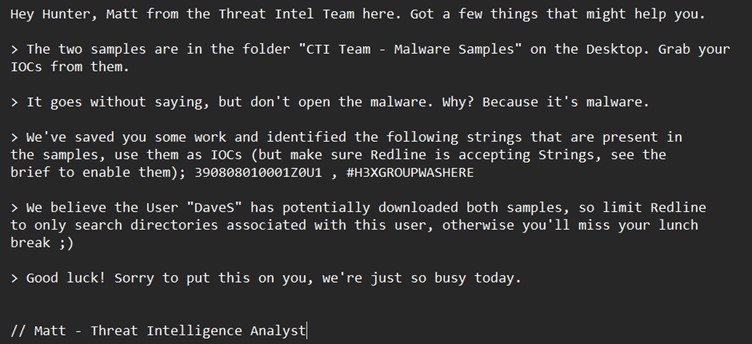 Hey Hunter, Matt from the Threat Intel Team here. Got a few things that might help you.
> The two samples are in the folder "CTI Team - Malware Samples" on the Desktop. Grab your
IOCs from them.
> It goes without saying, but don't open the malware. Why? Because it's malware.
> We've saved you some work and identified the following strings that are present in
the samples, use them as IOCs (but make sure Redline is accepting Strings, see the
brief to enable them); 390808010001Z0U1 , #H3XGROUPWASHERE
> We believe the User "DaveS" has potentially downloaded both samples, so limit Redline
to only search directories associated with this user, otherwise you'll miss your lunch
break ;)
> Good luck! Sorry to put this on you, we're just so busy today.
// Matt - Threat Intelligence Analyst